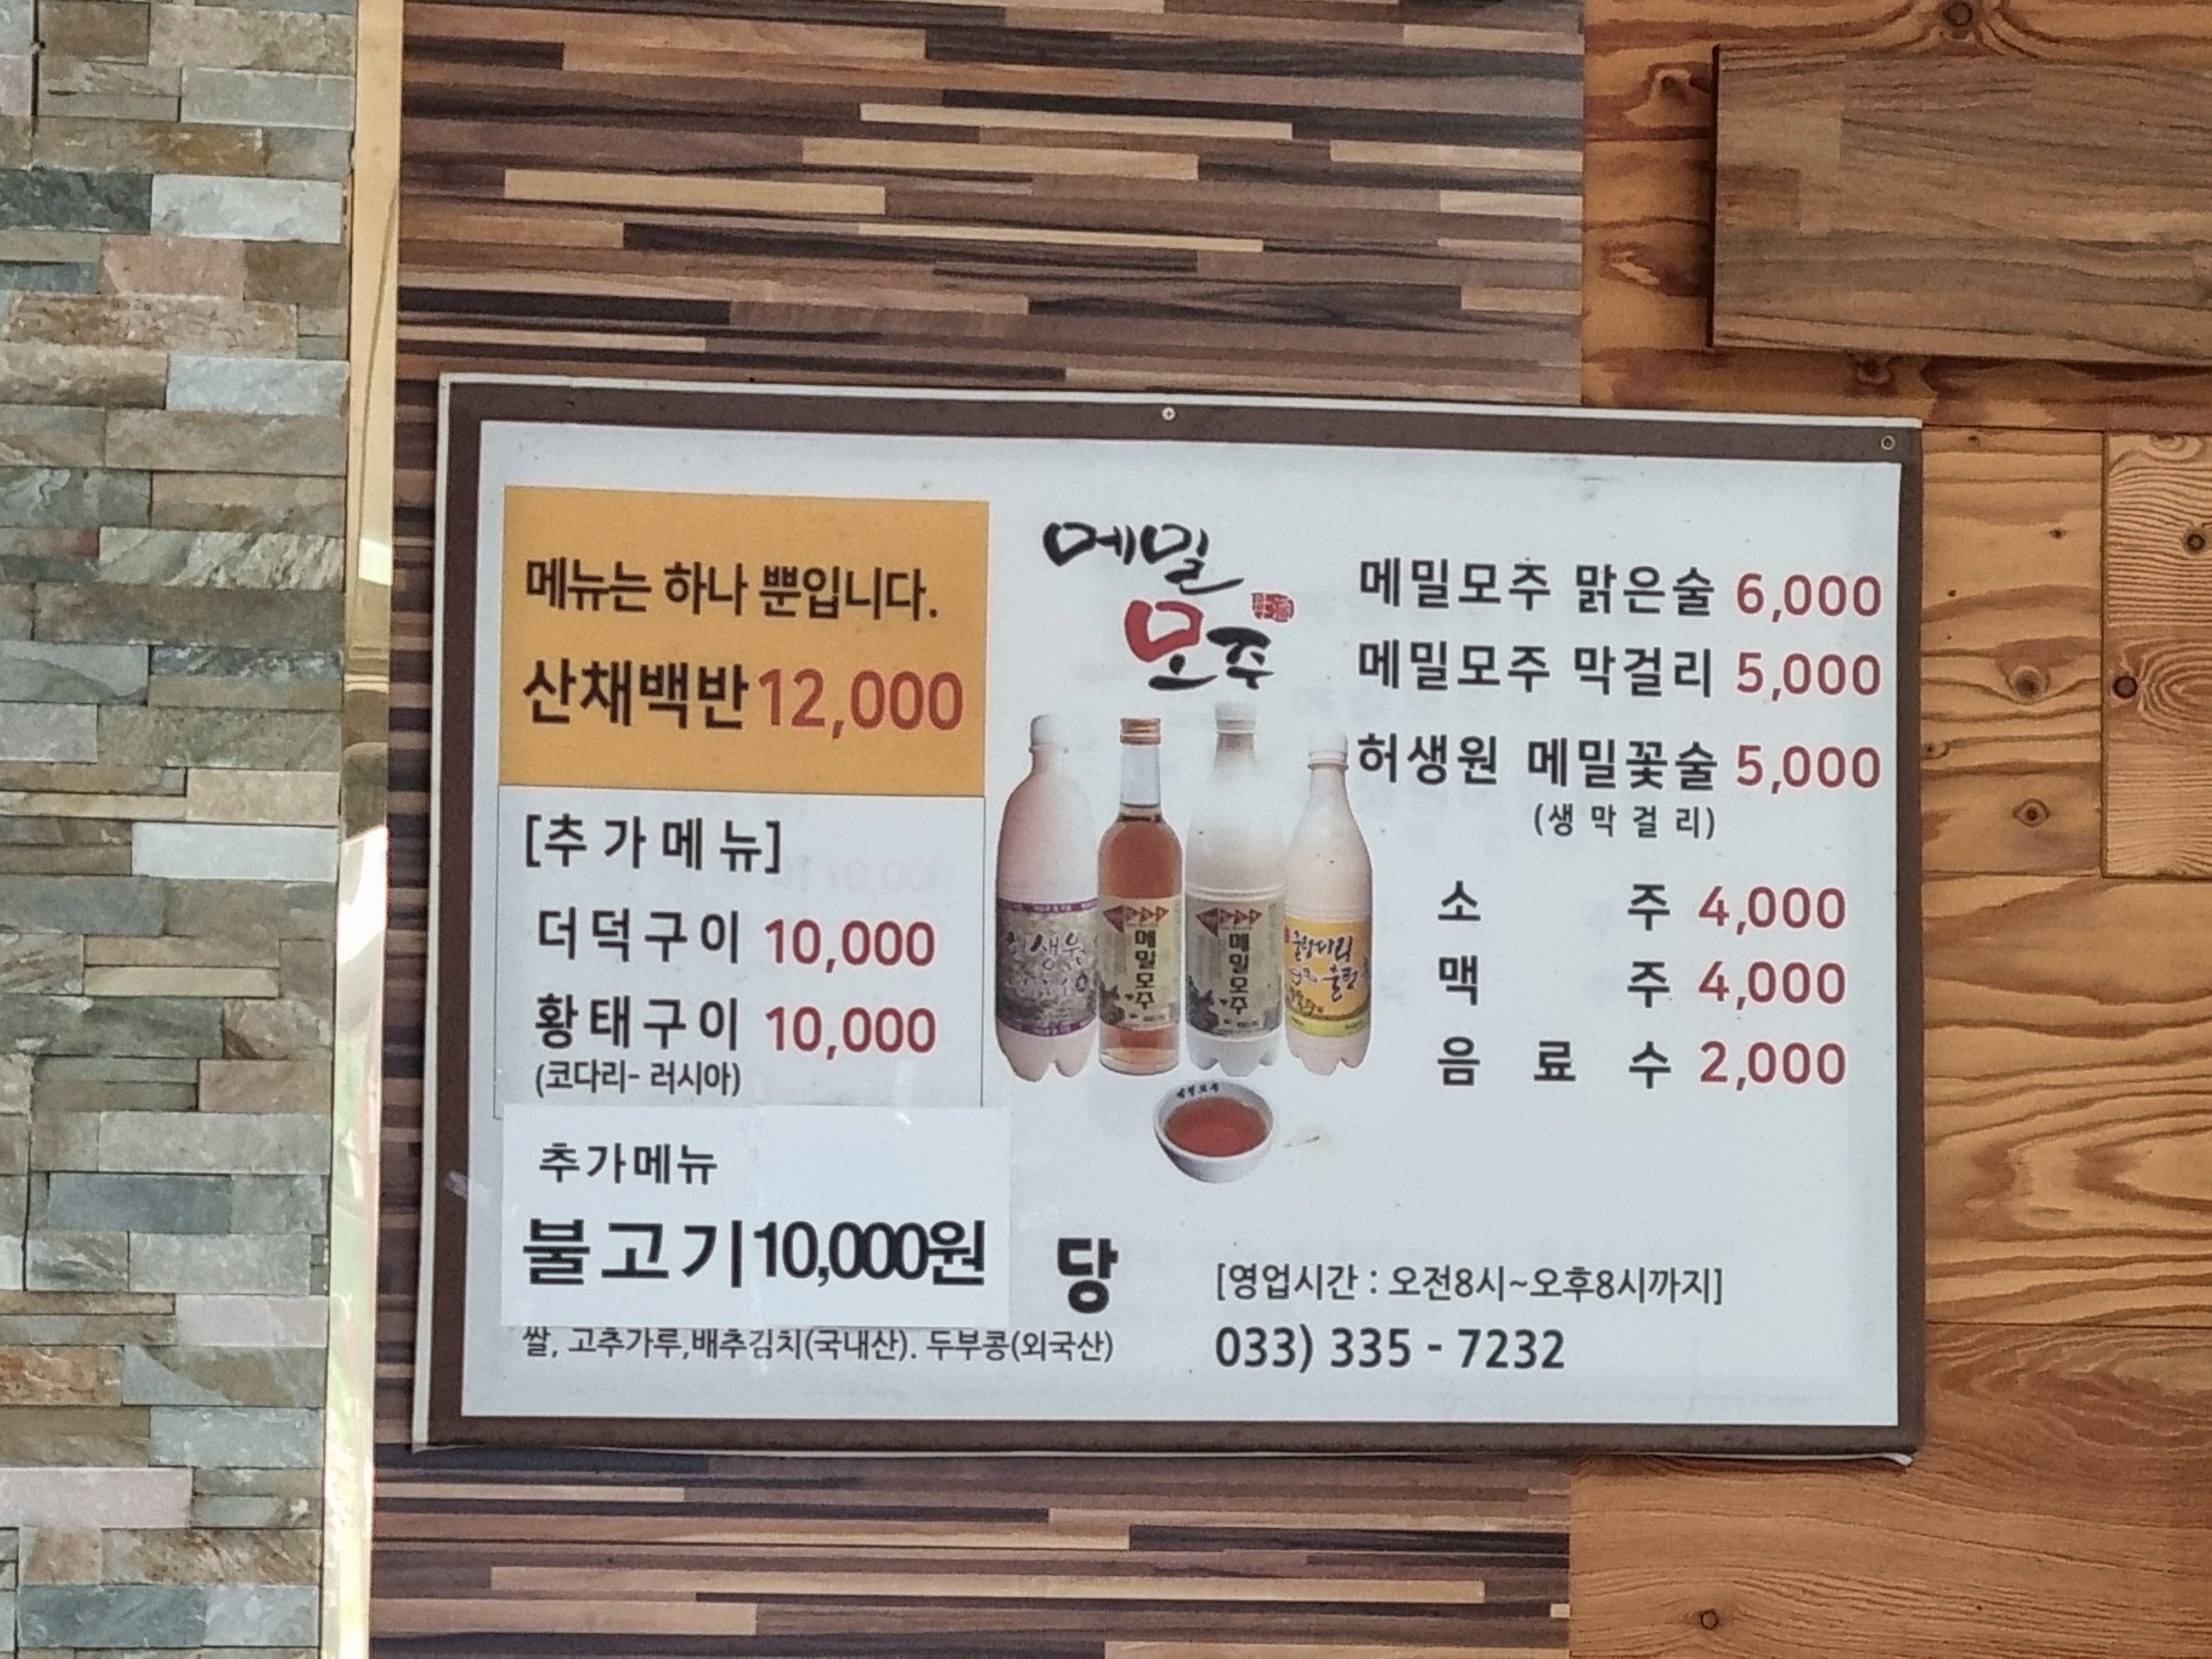 메뉴는 하나 뿐입니다.
산채백반 12,000
[추가메뉴]
더덕구이 10,000
황태구이 10,000
(코다리- 러시아)
추가메뉴
불고기 10,000원
당
쌀, 고추가루,배추김치(국내산). 두부콩(외국산)
메밀
모주
메밀모주
메밀모주
메밀모주 맑은술 6,000
메밀모주 막걸리 5,000
허생원 메밀꽃술 5,000
(생막걸리)
소주 4,000
맥주 4,000
음료수 2,000
[영업시간 : 오전8시~오후8시까지]
033) 335 - 7232